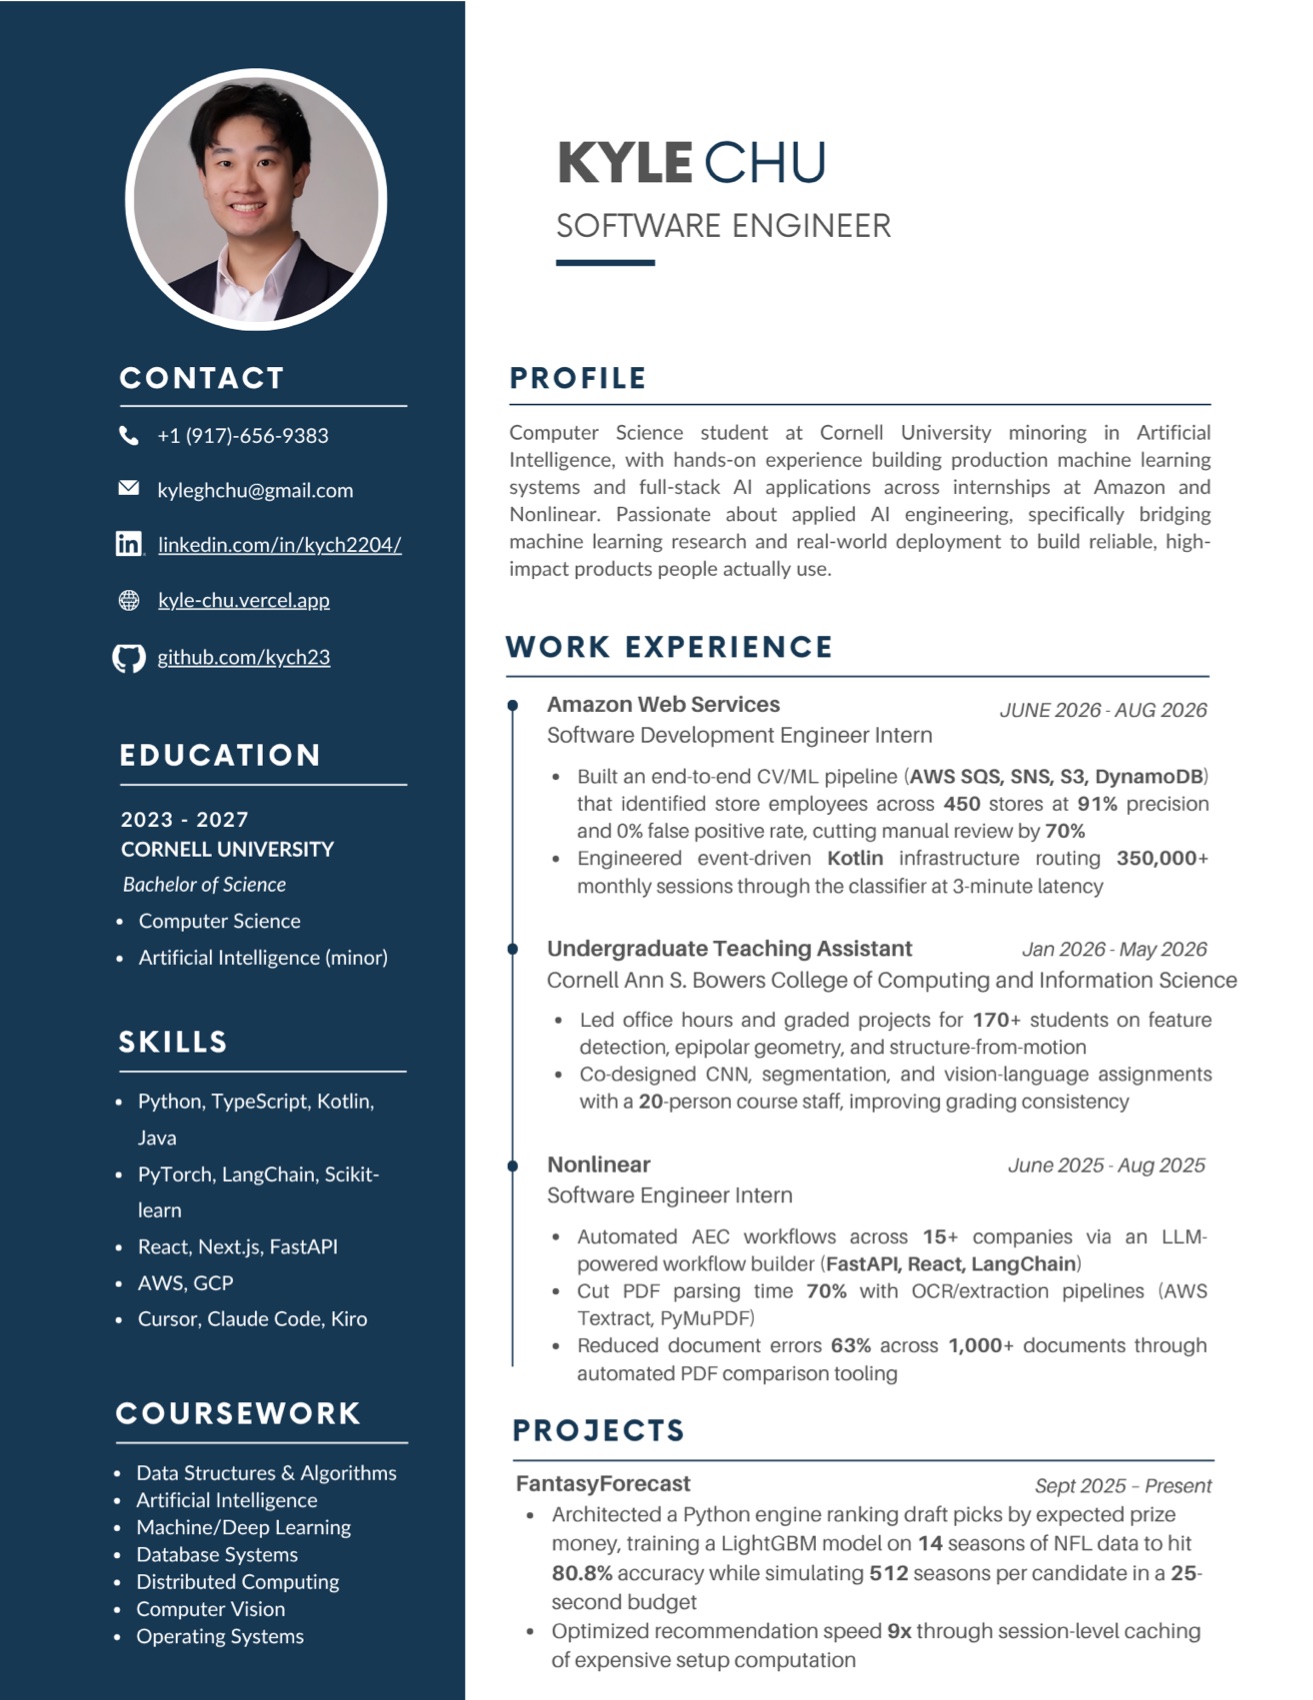 KYLE CHU
SOFTWARE ENGINEER
CONTACT
+1 (917)-656-9383
kyleghchu@gmail.com
linkedin.com/in/kych2204/
kyle-chu.vercel.app
github.com/kych23
EDUCATION
2023 - 2027
CORNELL UNIVERSITY
Bachelor of Science
• Computer Science
• Artificial Intelligence (minor)
SKILLS
• Python, TypeScript, Kotlin,
Java
• PyTorch, LangChain, Scikit-
learn
• React, Next.js, FastAPI
• AWS, GCP
• Cursor, Claude Code, Kiro
COURSEWORK
• Data Structures & Algorithms
• Artificial Intelligence
• Machine/Deep Learning
• Database Systems
• Distributed Computing
• Computer Vision
• Operating Systems
PROFILE
Computer Science student at Cornell University minoring in Artificial
Intelligence, with hands-on experience building production machine learning
systems and full-stack AI applications across internships at Amazon and
Nonlinear. Passionate about applied AI engineering, specifically bridging
machine learning research and real-world deployment to build reliable, high-
impact products people actually use.
WORK EXPERIENCE
Amazon Web Services JUNE 2026 - AUG 2026
Software Development Engineer Intern
• Built an end-to-end CV/ML pipeline (AWS SQS, SNS, S3, DynamoDB)
that identified store employees across 450 stores at 91% precision
and 0% false positive rate, cutting manual review by 70%
• Engineered event-driven Kotlin infrastructure routing 350,000+
monthly sessions through the classifier at 3-minute latency
Undergraduate Teaching Assistant Jan 2026 - May 2026
Cornell Ann S. Bowers College of Computing and Information Science
• Led office hours and graded projects for 170+ students on feature
detection, epipolar geometry, and structure-from-motion
• Co-designed CNN, segmentation, and vision-language assignments
with a 20-person course staff, improving grading consistency
Nonlinear June 2025 - Aug 2025
Software Engineer Intern
• Automated AEC workflows across 15+ companies via an LLM-
powered workflow builder (FastAPI, React, LangChain)
• Cut PDF parsing time 70% with OCR/extraction pipelines (AWS
Textract, PyMuPDF)
• Reduced document errors 63% across 1,000+ documents through
automated PDF comparison tooling
PROJECTS
FantasyForecast Sept 2025 – Present
• Architected a Python engine ranking draft picks by expected prize
money, training a LightGBM model on 14 seasons of NFL data to hit
80.8% accuracy while simulating 512 seasons per candidate in a 25-
second budget
• Optimized recommendation speed 9x through session-level caching
of expensive setup computation